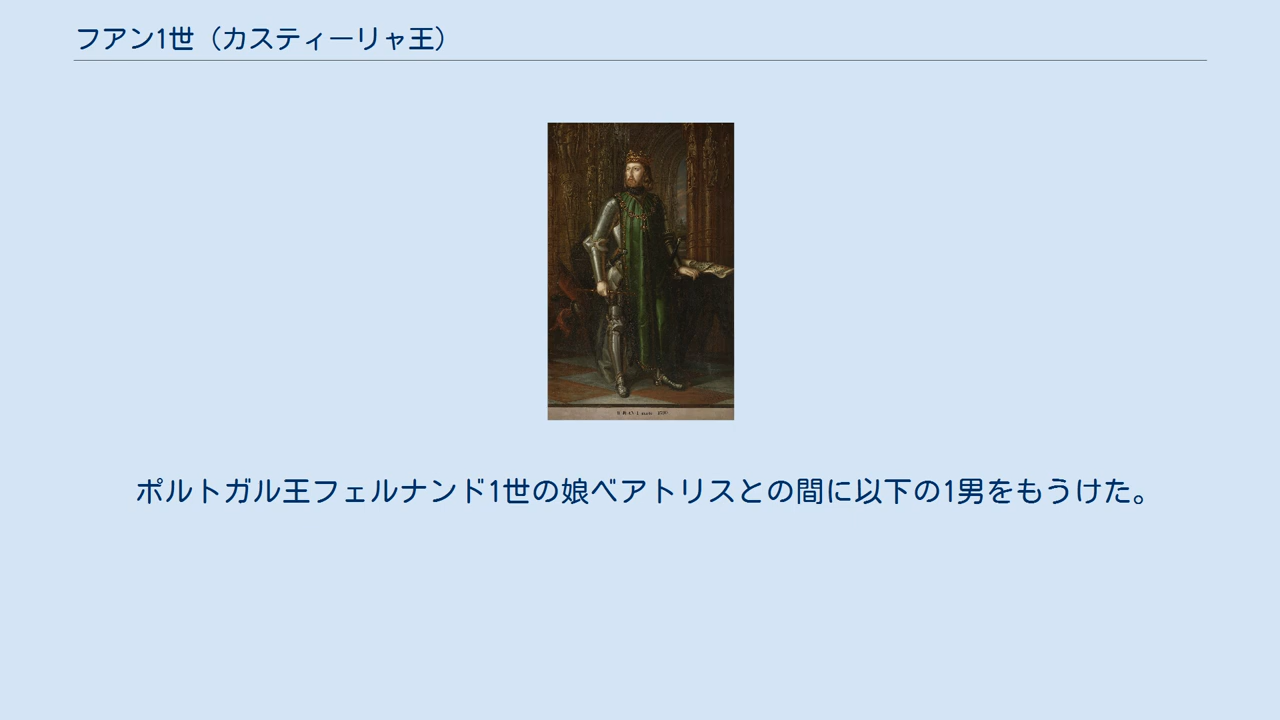 フアン1世（カスティーリャ王）
ポルトガル王フェルナンド1世の娘ベアトリスとの間に以下の1男をもうけた。